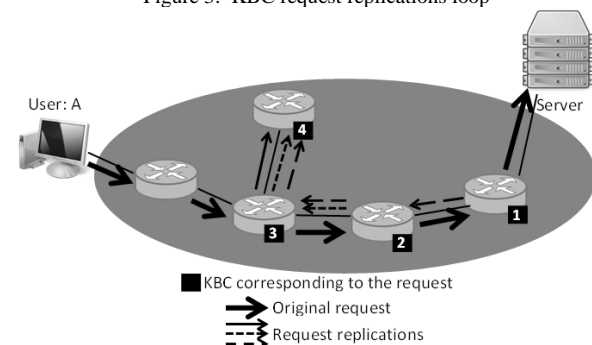 Figure 3: KBC request replications loop
User: A
Server
4
1
3
2
KBC corresponding to the request
Original request
Request replications